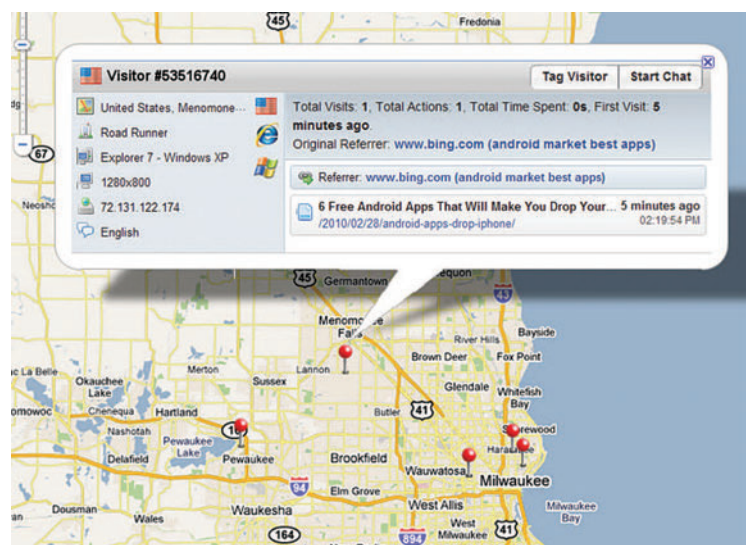 45
Fredonia
Visitor #53516740
Tag Visitor
Start Chat
United States, Menomone...
Road Runner
Explorer 7 - Windows XP
1280x800
72.131.122.174
English
Total Visits: 1, Total Actions: 1, Total Time Spent: 0s, First Visit: 5
minutes ago.
Original Referrer: www.bing.com (android market best apps)
Referrer: www.bing.com (android market best apps)
6 Free Android Apps That Will Make You Drop Your... 5 minutes ago
/2010/02/28/android-apps-drop-iphone/ 02:19:54 PM
67
45
Germantown
43
Menomonee
Falls
River Hills
Bayside
Brown Deer
Fox Point
Merton
Lannon
Sussex
Okauchee
Lake
Glendale
Whitefish
Bay
Chenequa
Hartland
Butler
41
Nashotah
Pewaukee
Lake
Delafield
Pewaukee
Brookfield
Wauwatosa
Milwaukee
94
Elm Grove
Dousman
Wales
Waukesha
West Allis
Milwaukee
Bay
164
894
West
Milwaukee
41